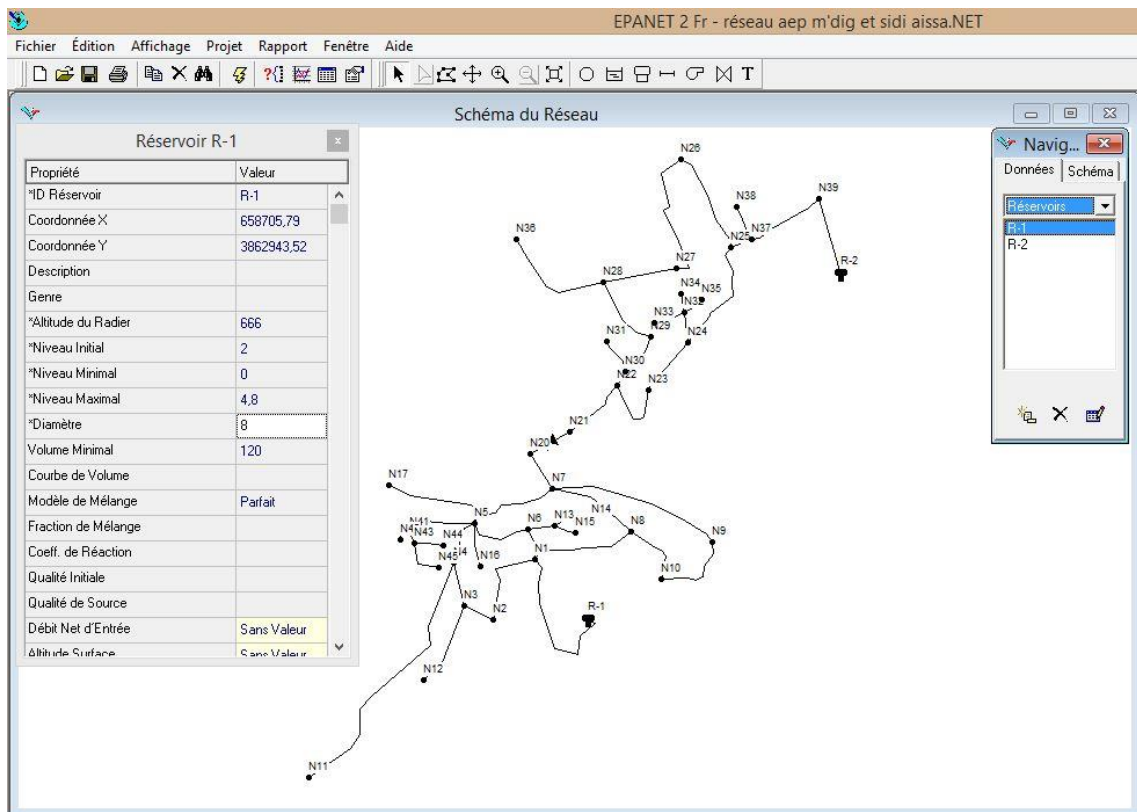 EPANET 2 Fr - réseau aep m'dig et sidi aissa.NET
Fichier Édition Affichage Projet Rapport Fenêtre Aide
T
Schéma du Réseau
Réservoir R-1
Propriété Valeur
*ID Réservoir R-1
Coordonnée X 658705,79
Coordonnée Y 3862943,52
Description
Genre
*Altitude du Radier 666
*Niveau Initial 2
*Niveau Minimal 0
*Niveau Maximal 4,8
*Diamètre 8
Volume Minimal 120
Courbe de Volume
Modèle de Mélange Parfait
Fraction de Mélange
Coeff. de Réaction
Qualité Initiale
Qualité de Source
Débit Net d'Entrée Sans Valeur
Altitude Surface Sans Valeur
Navig...
Données Schéma
Réservoirs
R-1
R-2
N26
N38
N39
N36
N25
N37
N27
R-2
N28
N34
N35
N32
N33
N29
N31
N24
N30
N22
N23
N21
N20
N17
N7
N14
N5
N6
N13
N15
N8
N41
N43
N44
N9
N1
N45
N16
N10
N3
N2
R-1
N12
N11